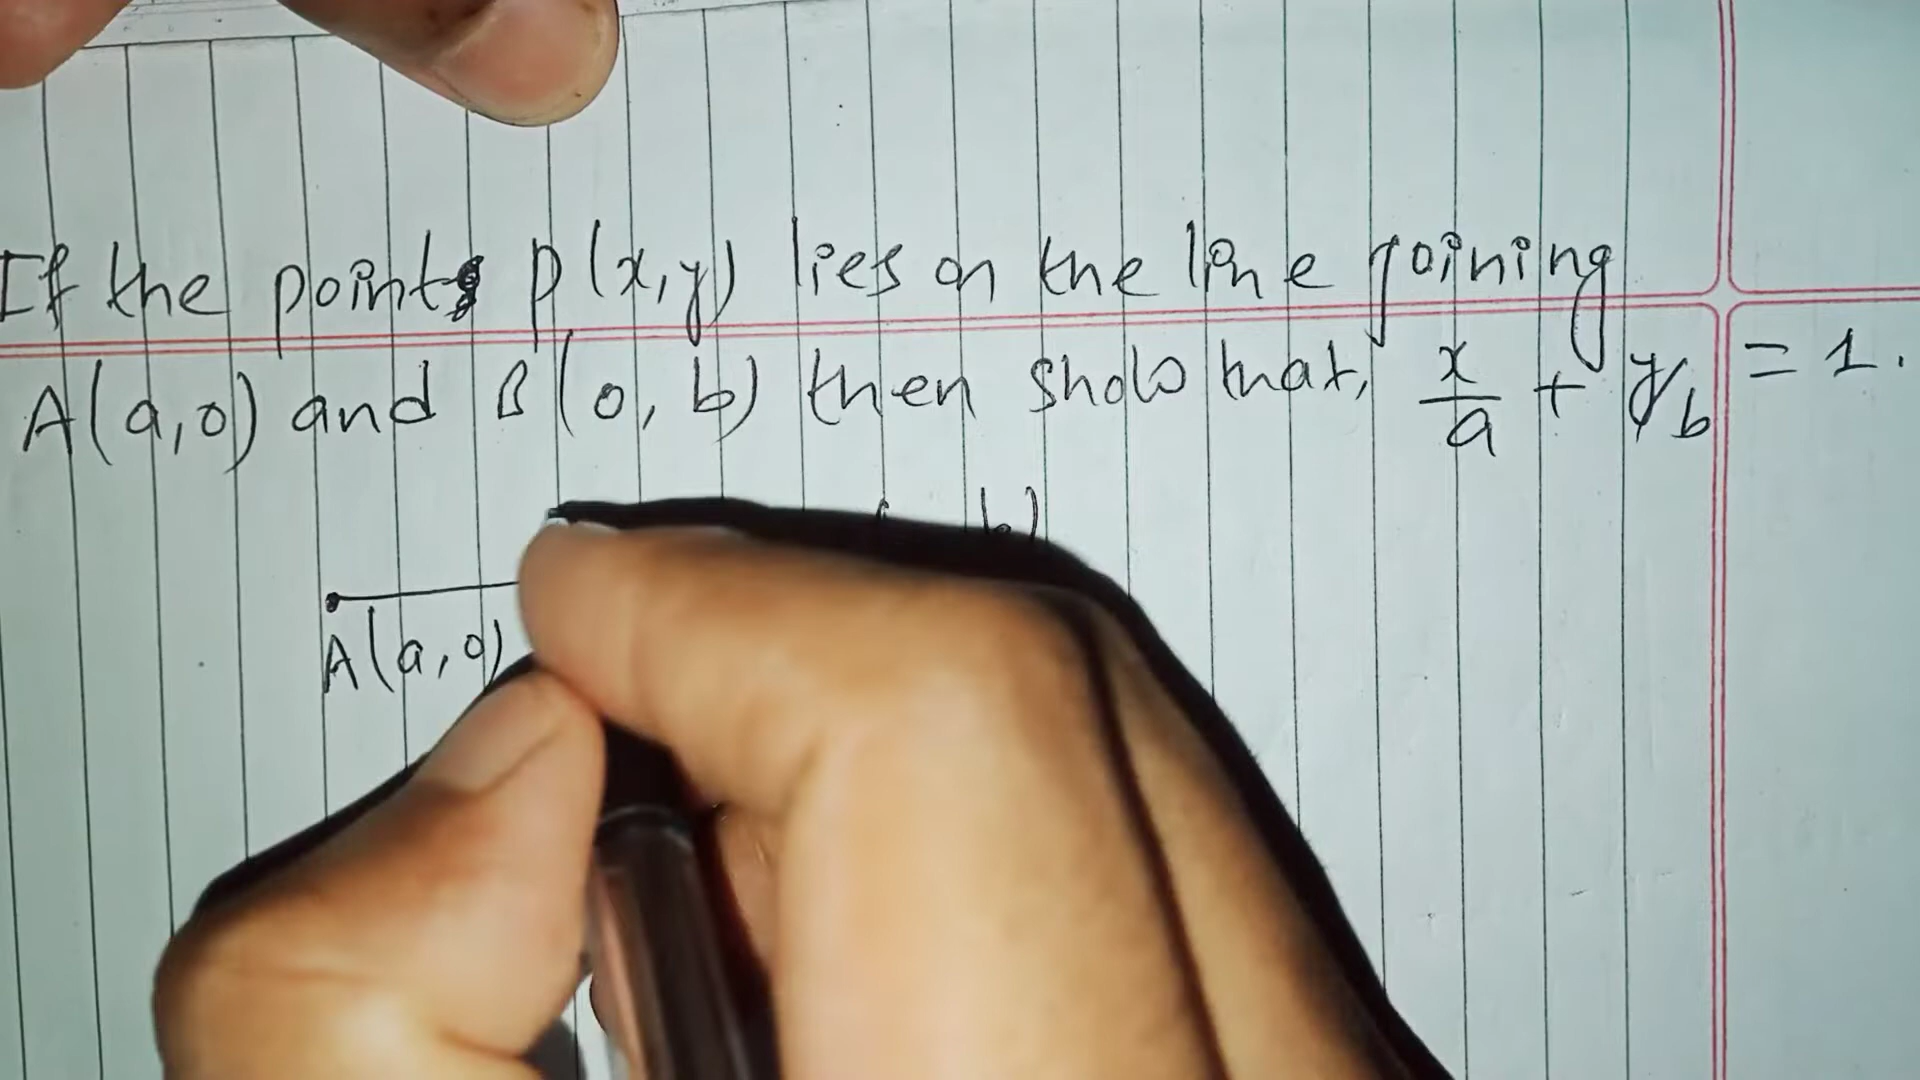 If the points P(x,y) lies on the line joining
A(a,0) and B(0, b) then show that, x/a + y/b = 1.
b)
A(a,0)